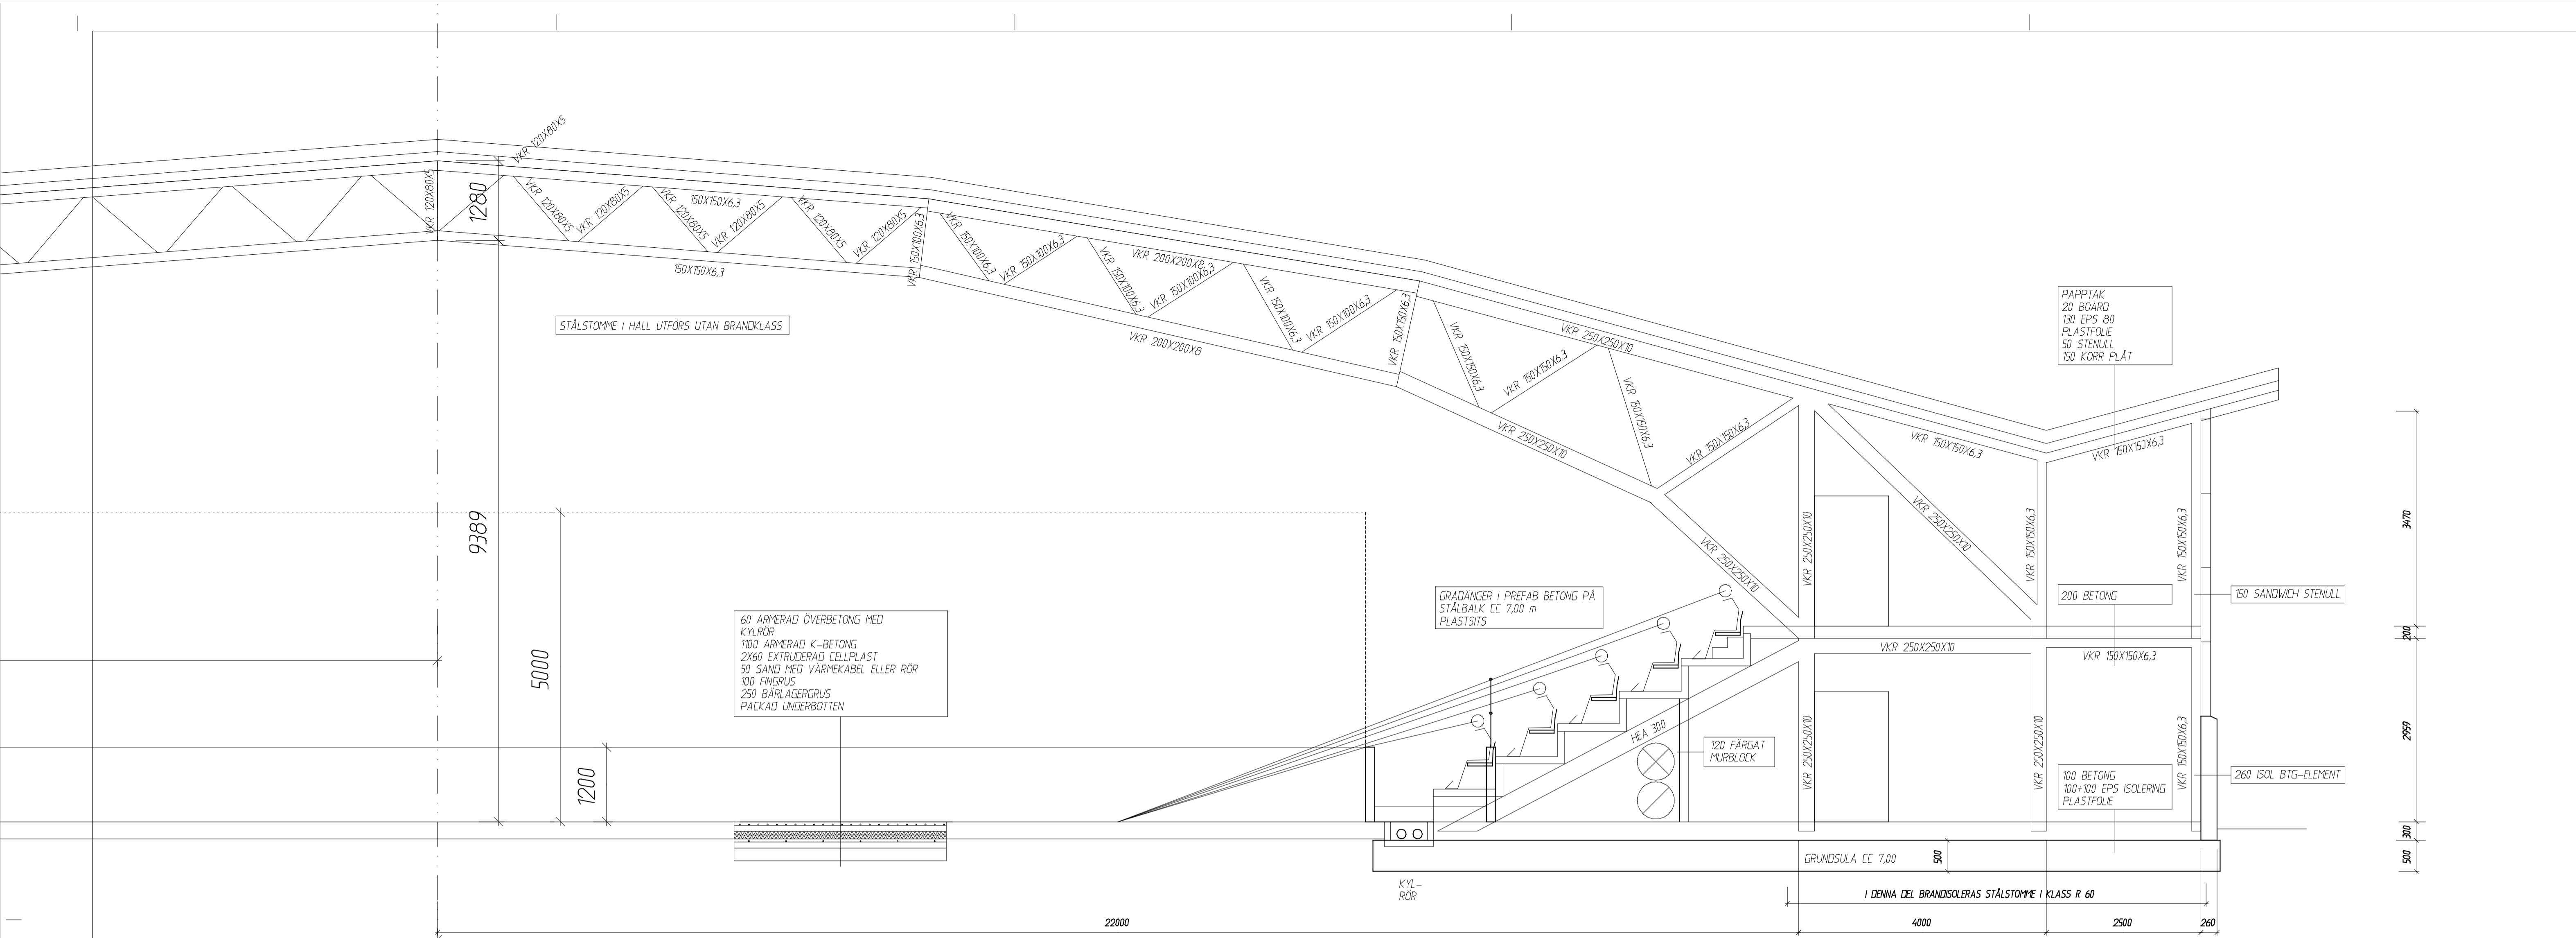 VKR 120X80X5
VKR 120X80X5
1280
VKR 120X80X5
VKR 120X80X5
150X150X6,3
VKR 120X80X5
VKR 120X80X5
VKR 120X80X5
VKR 120X80X5
150X150X6,3
VKR 150X100X6,3
VKR 150X100X6,3
VKR 150X100X6,3
VKR 200X200X8
VKR 150X100X6,3
VKR 150X100X6,3
VKR 150X100X6,3
VKR 150X100X6,3
VKR 200X200X8
VKR 150X150X6,3
VKR 250X250X10
VKR 150X150X6,3
VKR 150X150X6,3
VKR 150X150X6,3
VKR 250X250X10
VKR 150X150X6,3
STÅLSTOMME I HALL UTFÖRS UTAN BRANDKLASS
PAPPTAK
20 BOARD
130 EPS 80
PLASTFOLIE
50 STENULL
150 KORR PLÅT
VKR 150X150X6,3
VKR 150X150X6,3
VKR 250X250X10
VKR 250X250X10
VKR 250X250X10
VKR 150X150X6,3
VKR 150X150X6,3
9389
3470
GRADÄNGER I PREFAB BETONG PÅ
STÅLBALK CC 7,00 m
PLASTSITS
200 BETONG
150 SANDWICH STENULL
60 ARMERAD ÖVERBETONG MED
KYLRÖR
1100 ARMERAD K-BETONG
2X60 EXTRUDERAD CELLPLAST
50 SAND MED VÄRMEKABEL ELLER RÖR
100 FINGRUS
250 BÄRLAGERGRUS
PACKAD UNDERBOTTEN
5000
200
VKR 250X250X10
VKR 150X150X6,3
HEA 300
120 FÄRGAT
MURBLOCK
VKR 250X250X10
VKR 250X250X10
VKR 150X150X6,3
2959
1200
100 BETONG
100+100 EPS ISOLERING
PLASTFOLIE
260 ISOL BTG-ELEMENT
300
GRUNDSULA CC 7,00
500
500
KYL-
RÖR
I DENNA DEL BRANDISOLERAS STÅLSTOMME I KLASS R 60
22000
4000
2500
260